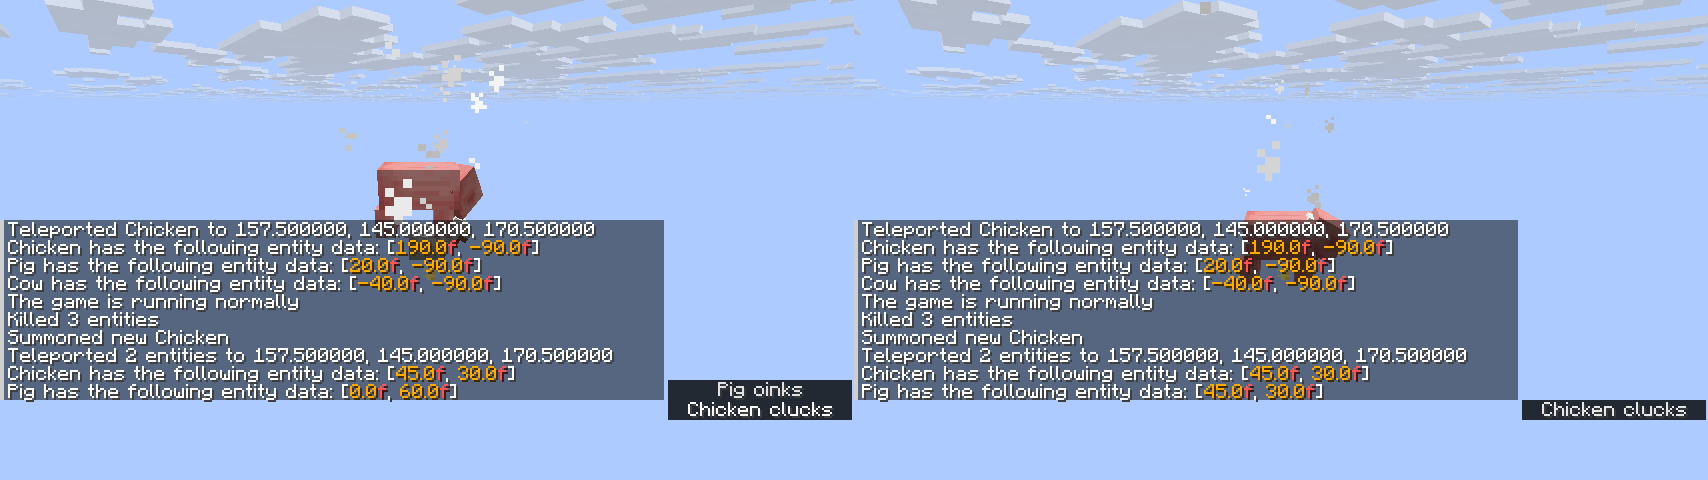 Teleported Chicken to 157.500000, 145.000000, 170.500000
Chicken has the following entity data: [190.0f, -90.0f]
Pig has the following entity data: [20.0f, -90.0f]
Cow has the following entity data: [-40.0f, -90.0f]
The game is running normally
Killed 3 entities
Summoned new Chicken
Teleported 2 entities to 157.500000, 145.000000, 170.500000
Chicken has the following entity data: [45.0f, 30.0f]
Pig has the following entity data: [0.0f, 60.0f]
Pig oinks
Chicken clucks
Teleported Chicken to 157.500000, 145.000000, 170.500000
Chicken has the following entity data: [190.0f, -90.0f]
Pig has the following entity data: [20.0f, -90.0f]
Cow has the following entity data: [-40.0f, -90.0f]
The game is running normally
Killed 3 entities
Summoned new Chicken
Teleported 2 entities to 157.500000, 145.000000, 170.500000
Chicken has the following entity data: [45.0f, 30.0f]
Pig has the following entity data: [45.0f, 30.0f]
Chicken clucks